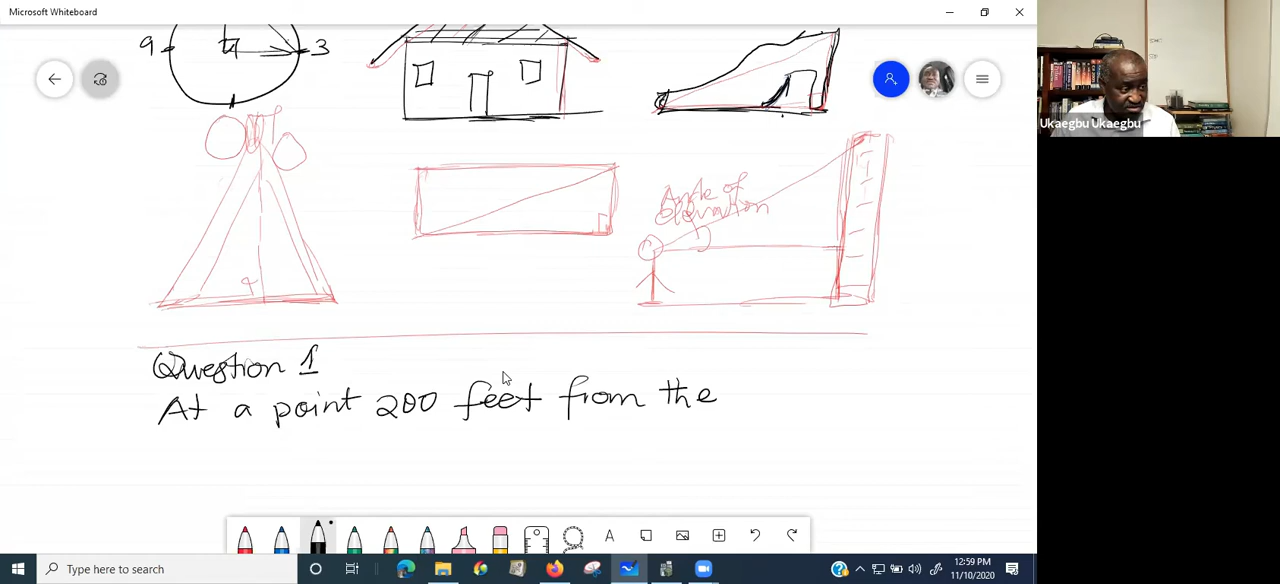 Microsoft Whiteboard
9
3
Ukaegbu Ukaegbu
Angle of
elevation
Question 1
At a point 200 feet from the
A
Type here to search
12:59 PM
11/10/2020